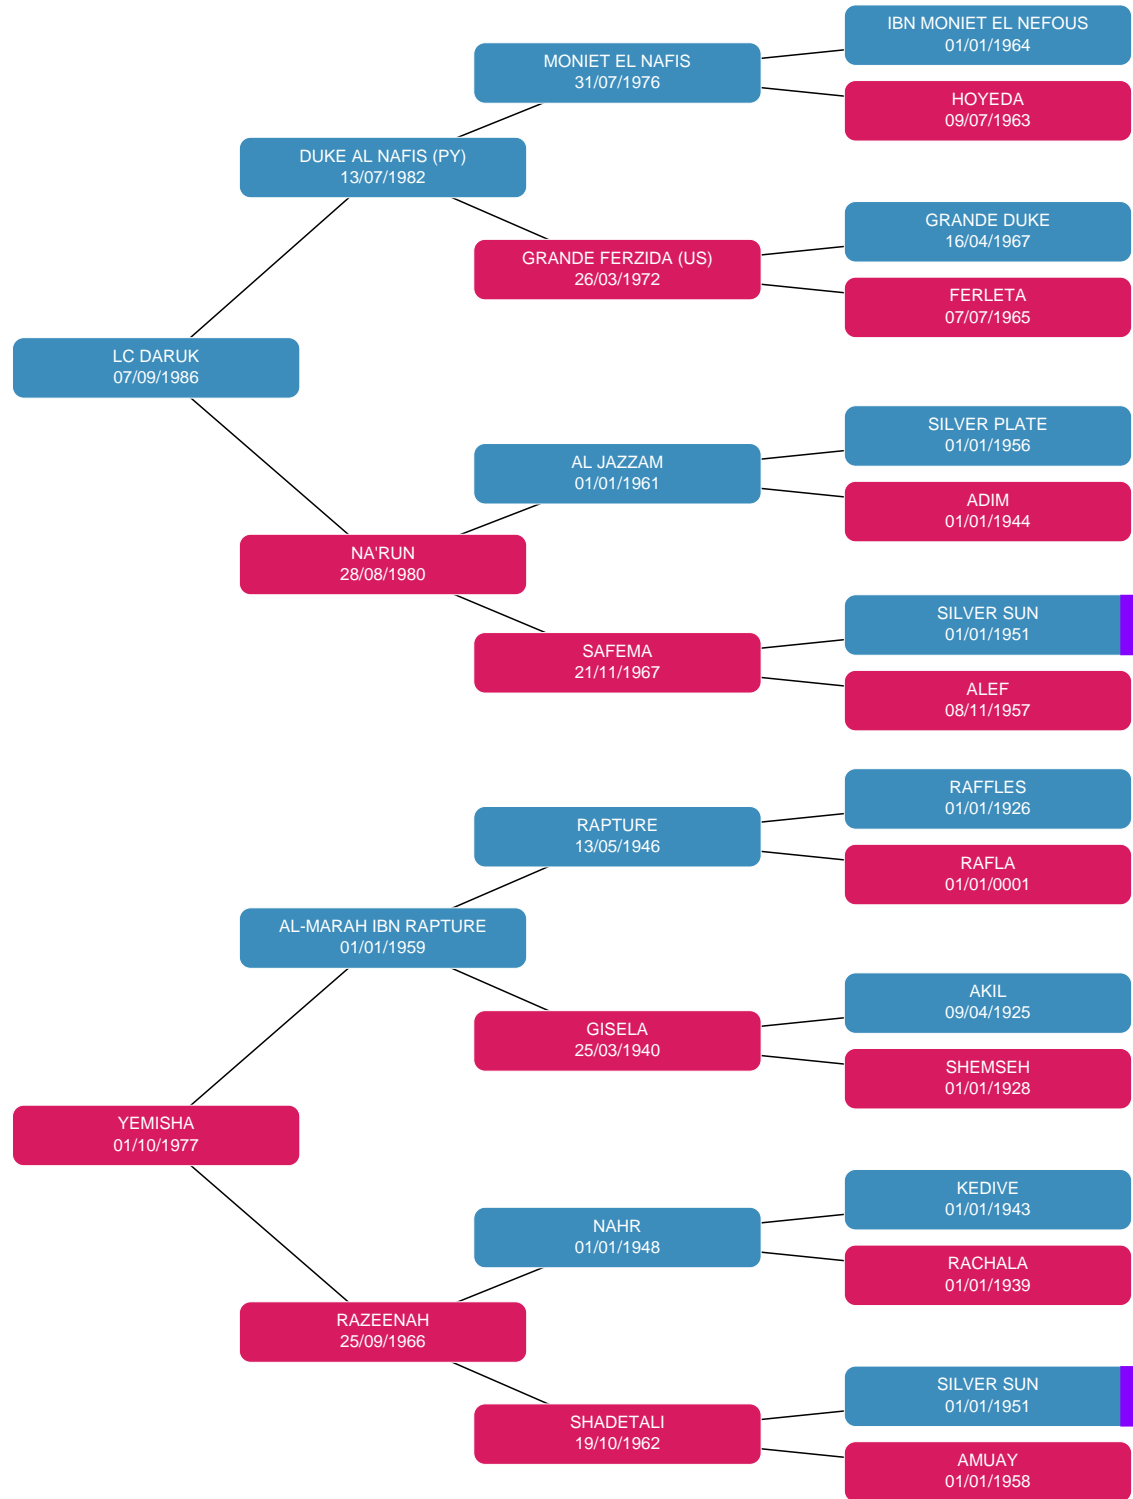 IBN MONIET EL NEFOUS
01/01/1964
MONIET EL NAFIS
31/07/1976
HOYEDA
09/07/1963
DUKE AL NAFIS (PY)
13/07/1982
GRANDE DUKE
16/04/1967
GRANDE FERZIDA (US)
26/03/1972
FERLETA
07/07/1965
LC DARUK
07/09/1986
SILVER PLATE
01/01/1956
AL JAZZAM
01/01/1961
ADIM
01/01/1944
NA'RUN
28/08/1980
SILVER SUN
01/01/1951
SAFEMA
21/11/1967
ALEF
08/11/1957
RAFFLES
01/01/1926
RAPTURE
13/05/1946
RAFLA
01/01/0001
AL-MARAH IBN RAPTURE
01/01/1959
AKIL
09/04/1925
GISELA
25/03/1940
SHEMSEH
01/01/1928
YEMISHA
01/10/1977
KEDIVE
01/01/1943
NAHR
01/01/1948
RACHALA
01/01/1939
RAZEENAH
25/09/1966
SILVER SUN
01/01/1951
SHADETALI
19/10/1962
AMUAY
01/01/1958